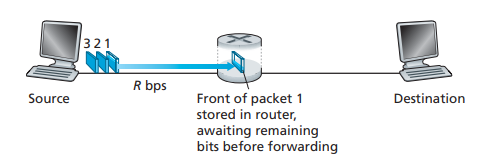 3 2 1
R bps
Source
Front of packet 1
stored in router,
awaiting remaining
bits before forwarding
Destination